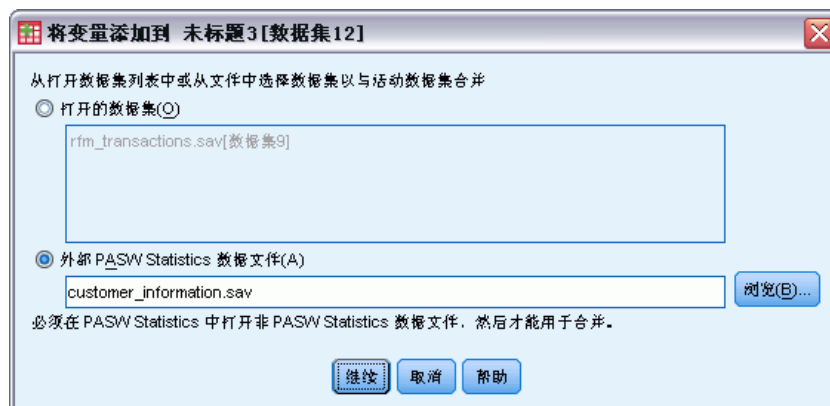 将变量添加到 未标题3[数据集12]
从打开数据集列表中或从文件中选择数据集以与活动数据集合并
打开的数据集(O)
rfm_transactions.sav[数据集9]
外部 PASW Statistics 数据文件(A)
customer_information.sav
浏览(B)...
必须在 PASW Statistics 中打开非 PASW Statistics 数据文件，然后才能用于合并。
继续 取消 帮助